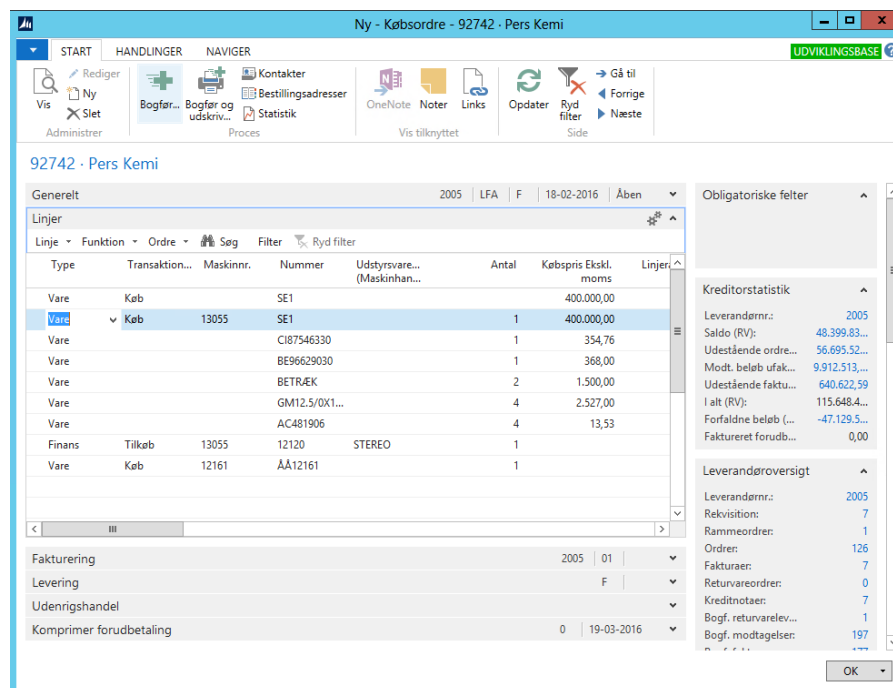 Ny - Købsordre - 92742 · Pers Kemi
START HANDLINGER NAVIGER UDVIKLINGSBASE
Vis
Rediger
Ny
Slet
Administrer
Bogfør...
Bogfør og udskriv...
Kontakter
Bestillingsadresser
Statistik
Proces
OneNote
Noter
Links
Vis tilknyttet
Opdater
Ryd filter
Gå til
Forrige
Næste
Side
92742 · Pers Kemi
Generelt 2005 LFA F 18-02-2016 Åben
Linjer
Linje Funktion Ordre Søg Filter Ryd filter
Type Transaktion... Maskinnr. Nummer Udstyrsvare... (Maskinhan... Antal Købspris Ekskl. moms
Vare Køb SE1 400.000,00
Vare Køb 13055 SE1 1 400.000,00
Vare CI87546330 1 354,76
Vare BE96629030 1 368,00
Vare BETRÆK 2 1.500,00
Vare GM12.5/0X1... 4 2.527,00
Vare AC481906 4 13,53
Finans Tilkøb 13055 12120 STEREO 1
Vare Køb 12161 ÅÅ12161 1
Fakturering 2005 01
Levering F
Udenrigshandel
Komprimer forudbetaling 0 19-03-2016
Obligatoriske felter
Kreditorstatistik
Leverandørnr.: 2005
Saldo (RV): 48.399.83...
Udestående ordre... 56.695.52...
Modt. beløb ufak... 9.912.513,...
Udestående faktu... 640.622,59
I alt (RV): 115.648.4...
Forfaldne beløb (... -47.129.5...
Faktureret forudb... 0,00
Leverandøroversigt
Leverandørnr.: 2005
Rekvisition: 7
Rammeordrer: 1
Ordrer: 126
Fakturaer: 7
Returvareordrer: 0
Kreditnotaer: 7
Bogf. returvarelev... 1
Bogf. modtagelser: 197
OK